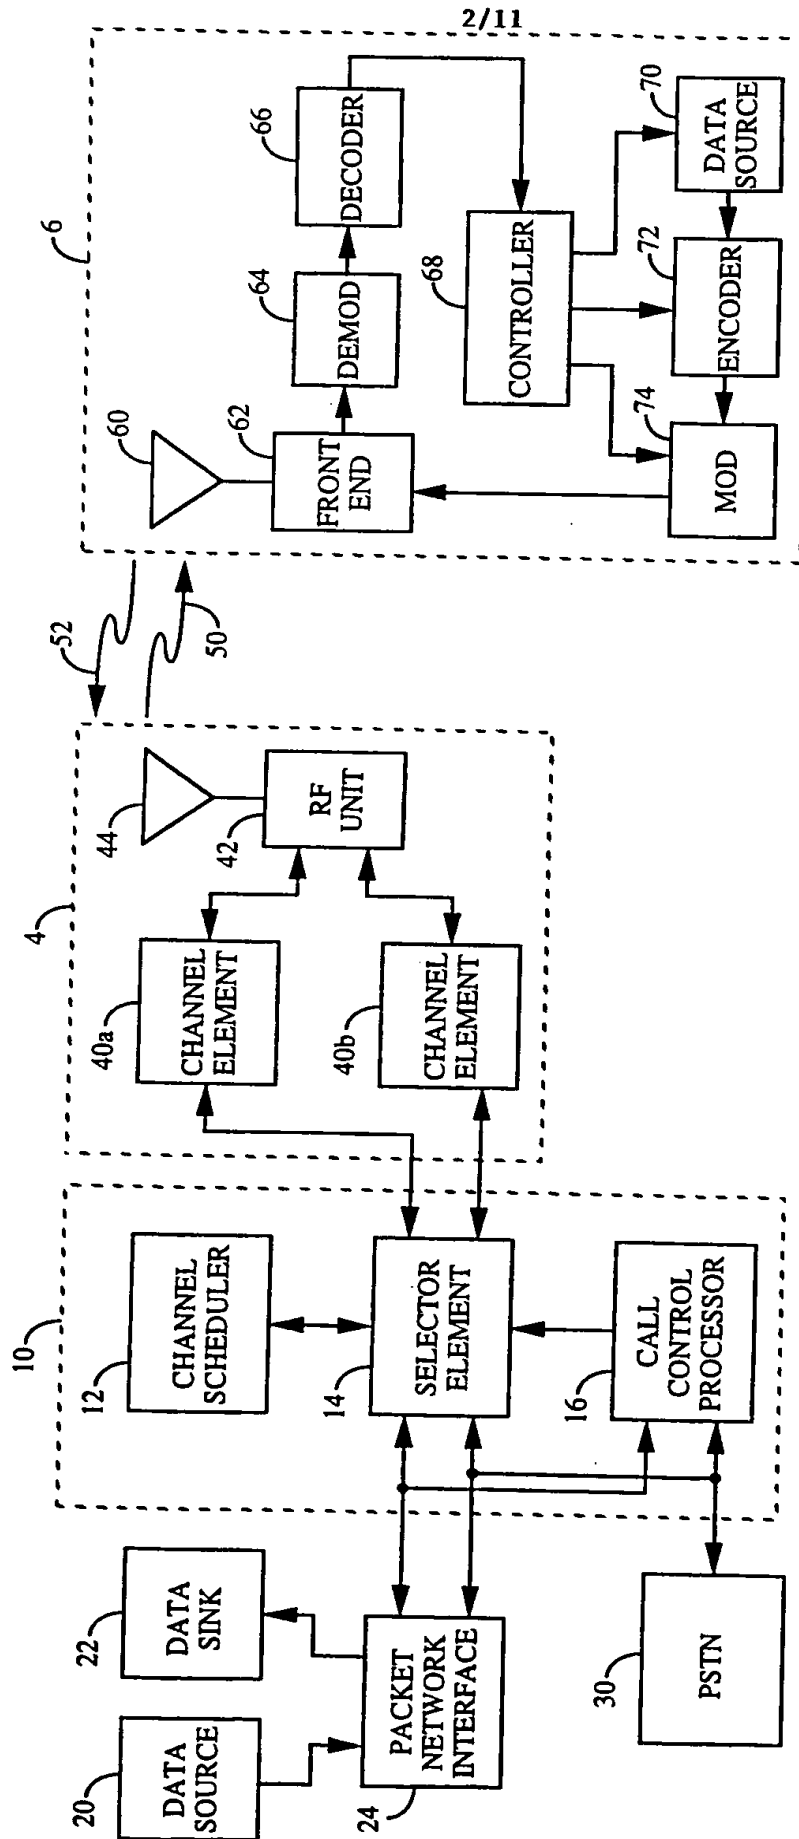 2/11
6
60
62
FRONT
END
64
DEMOD
66
DECODER
68
CONTROLLER
70
DATA
SOURCE
72
ENCODER
74
MOD
52
50
4
44
42
RF
UNIT
40a
CHANNEL
ELEMENT
40b
CHANNEL
ELEMENT
10
12
CHANNEL
SCHEDULER
14
SELECTOR
ELEMENT
16
CALL
CONTROL
PROCESSOR
22
DATA
SINK
20
DATA
SOURCE
24
PACKET
NETWORK
INTERFACE
30
PSTN